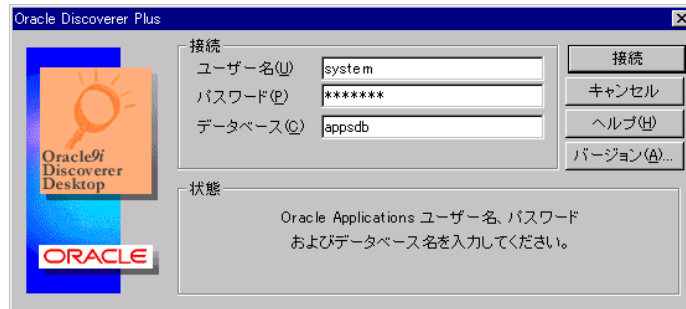 Oracle Discoverer Plus
接続
ユーザー名(U) system
パスワード(P) *******
データベース(C) appsdb
接続
キャンセル
ヘルプ(H)
バージョン(A)...
Oracle9i
Discoverer
Desktop
ORACLE
状態
Oracle Applications ユーザー名、パスワード
およびデータベース名を入力してください。